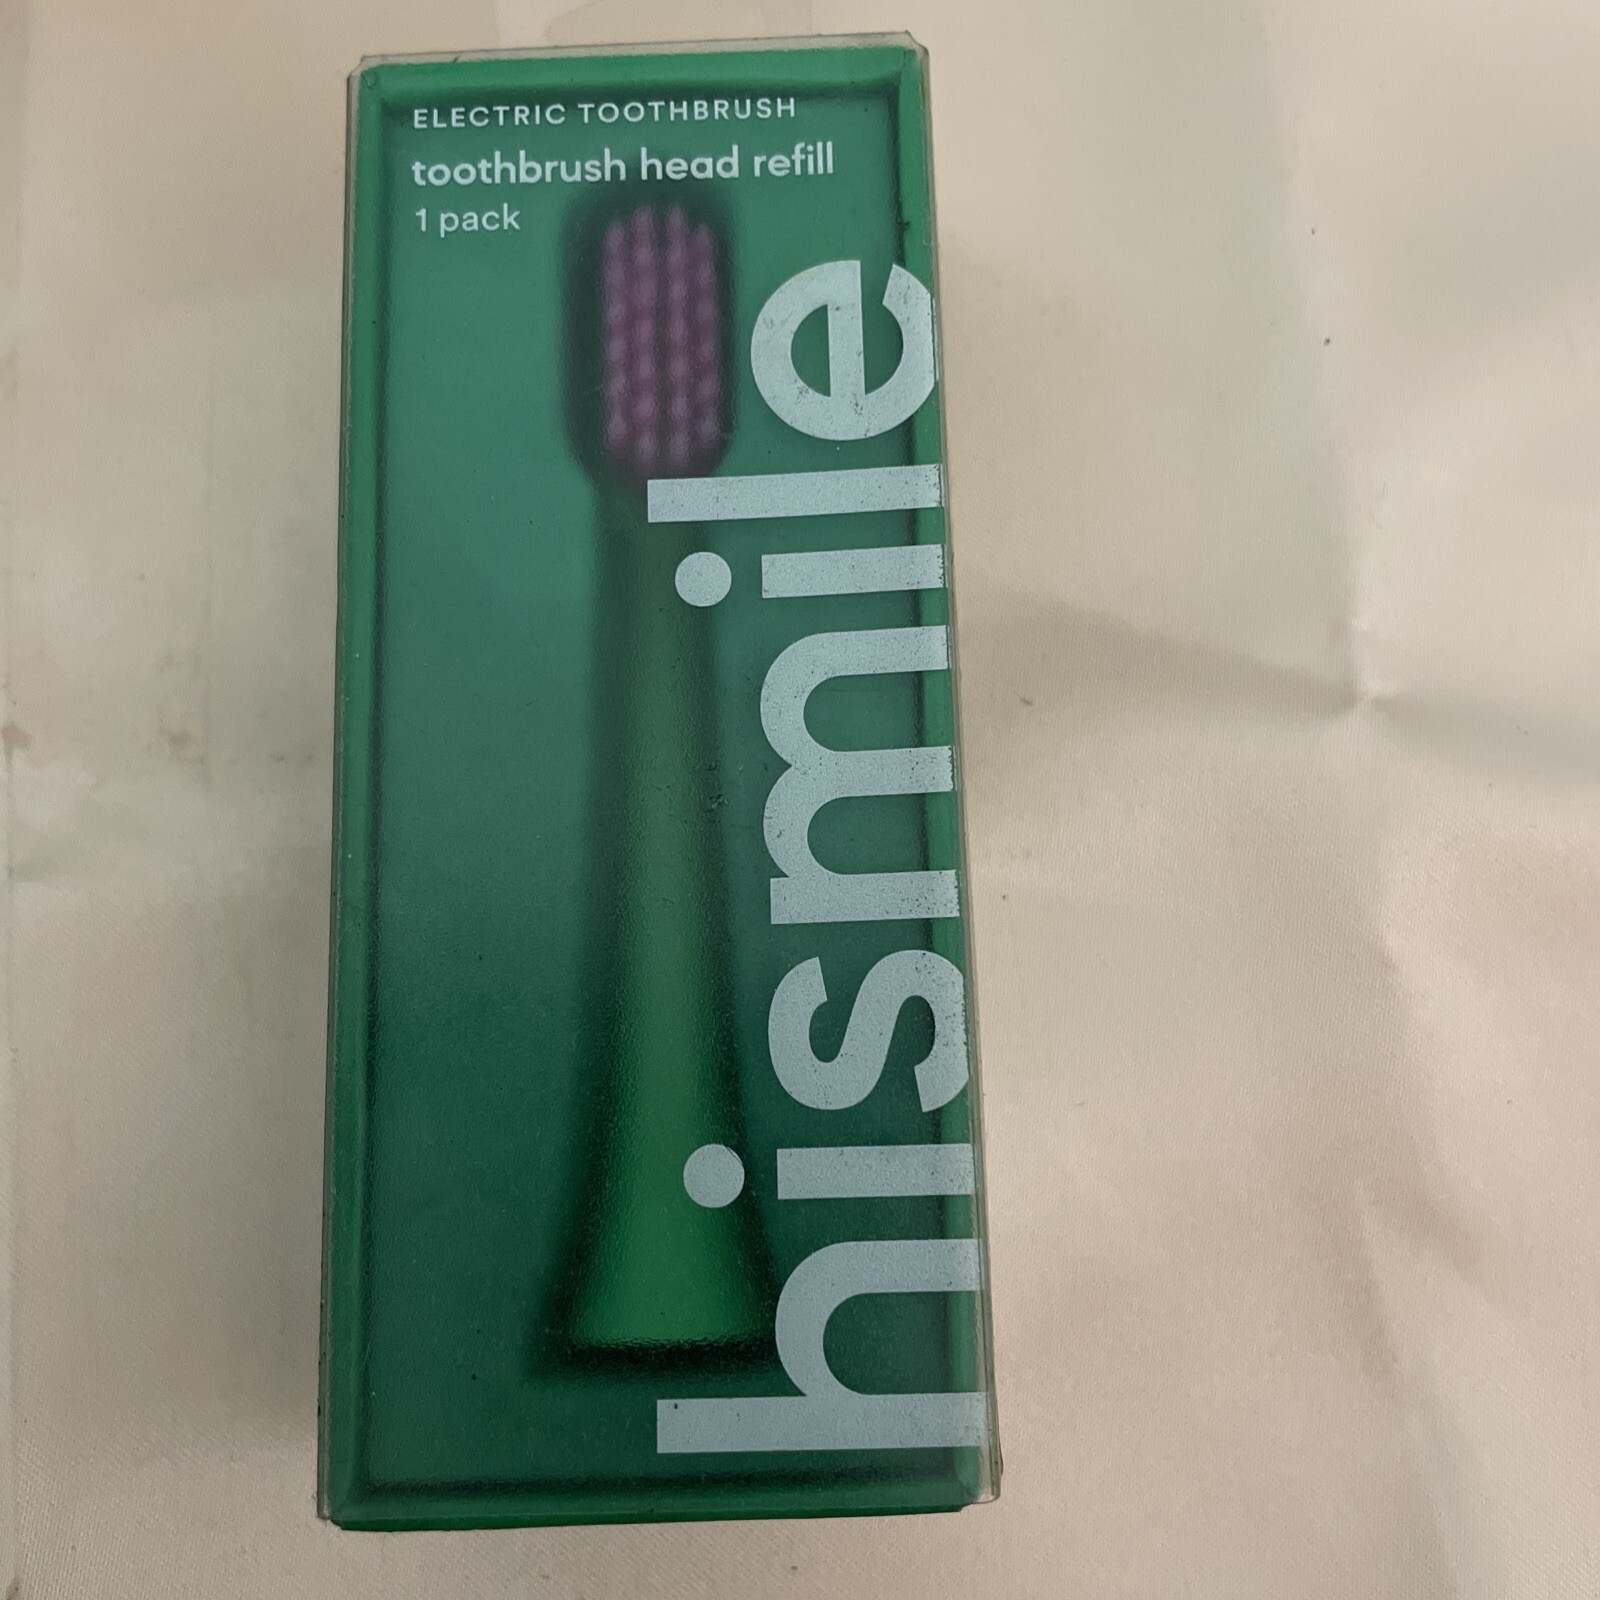 ELECTRIC TOOTHBRUSH
toothbrush head refill
1 pack
hismile